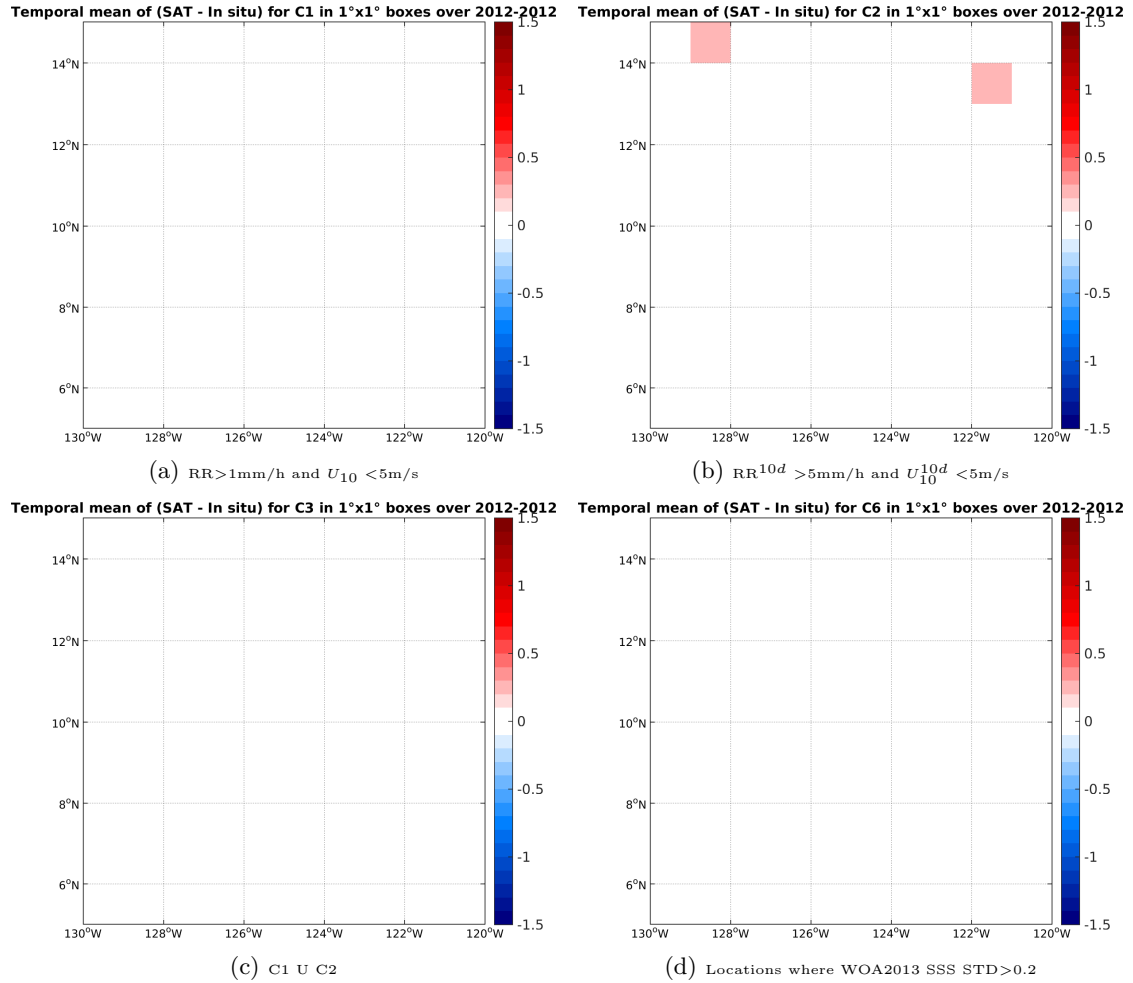 Temporal mean of (SAT - In situ) for C1 in 1°x1° boxes over 2012-2012
1.5
14°N
1
12°N
0.5
10°N
0
8°N
-0.5
6°N
-1
-1.5
130°W 128°W 126°W 124°W 122°W 120°W
(a) RR>1mm/h and U10 <5m/s
Temporal mean of (SAT - In situ) for C2 in 1°x1° boxes over 2012-2012
1.5
14°N
1
12°N
0.5
10°N
0
8°N
-0.5
6°N
-1
-1.5
130°W 128°W 126°W 124°W 122°W 120°W
(b) RR^10d >5mm/h and U10^10d <5m/s
Temporal mean of (SAT - In situ) for C3 in 1°x1° boxes over 2012-2012
1.5
14°N
1
12°N
0.5
10°N
0
8°N
-0.5
6°N
-1
-1.5
130°W 128°W 126°W 124°W 122°W 120°W
(c) C1 U C2
Temporal mean of (SAT - In situ) for C6 in 1°x1° boxes over 2012-2012
1.5
14°N
1
12°N
0.5
10°N
0
8°N
-0.5
6°N
-1
-1.5
130°W 128°W 126°W 124°W 122°W 120°W
(d) Locations where WOA2013 SSS STD>0.2